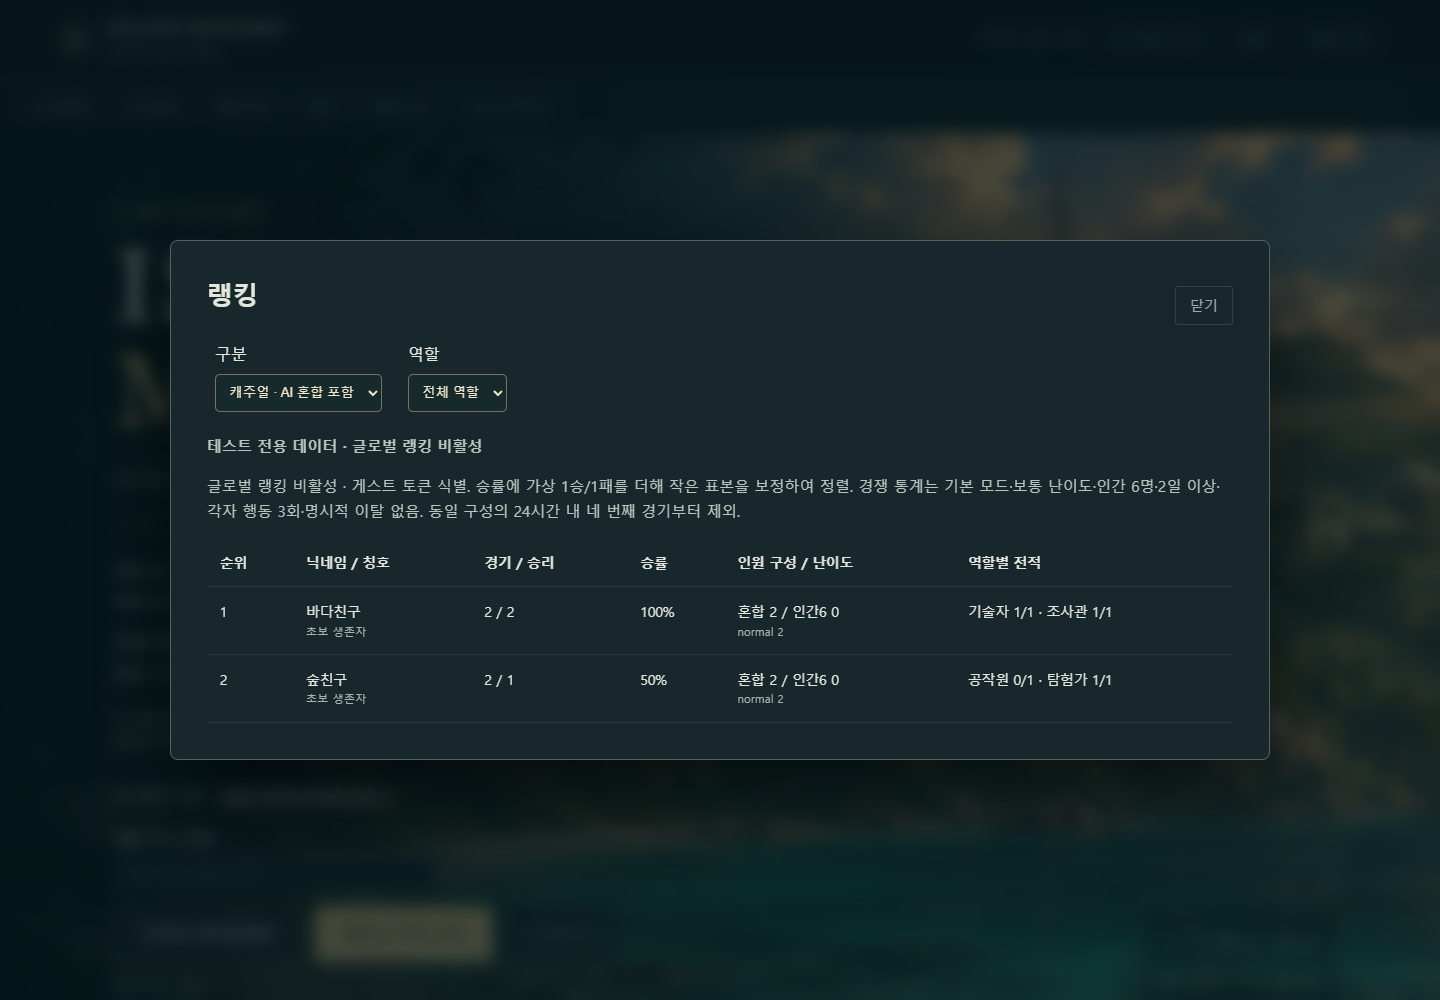 랭킹
닫기
구분 역할
캐주얼 · AI 혼합 포함 전체 역할
테스트 전용 데이터 · 글로벌 랭킹 비활성
글로벌 랭킹 비활성 · 게스트 토큰 식별. 승률에 가상 1승/1패를 더해 작은 표본을 보정하여 정렬. 경쟁 통계는 기본 모드·보통 난이도·인간 6명·2일 이상·
각자 행동 3회·명시적 이탈 없음. 동일 구성의 24시간 내 네 번째 경기부터 제외.
순위 닉네임 / 칭호 경기 / 승리 승률 인원 구성 / 난이도 역할별 전적
1 바다친구 2 / 2 100% 혼합 2 / 인간6 0 기술자 1/1 · 조사관 1/1
초보 생존자 normal 2
2 숲친구 2 / 1 50% 혼합 2 / 인간6 0 공작원 0/1 · 탐험가 1/1
초보 생존자 normal 2